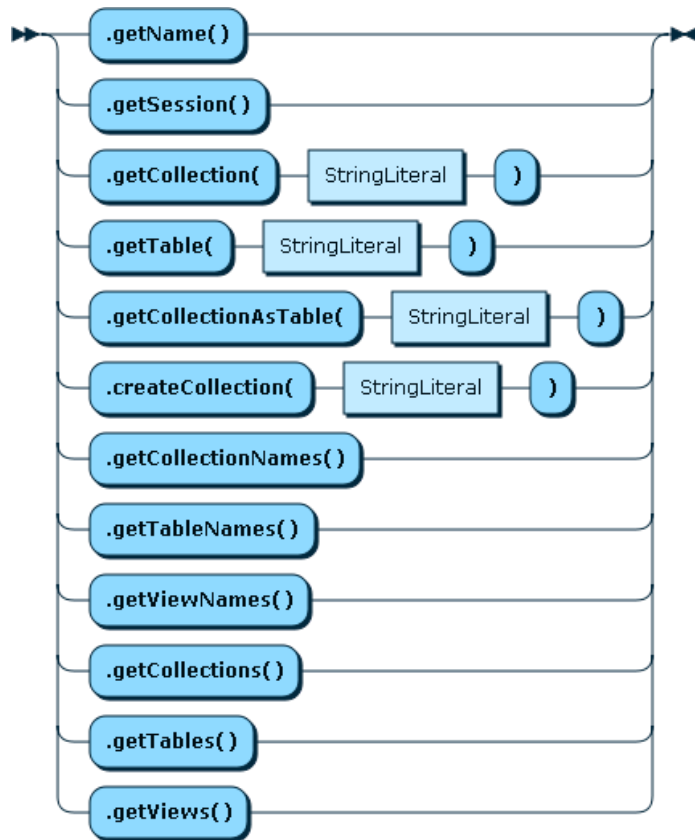 .getName()
.getSession()
.getCollection( StringLiteral )
.getTable( StringLiteral )
.getCollectionAsTable( StringLiteral )
.createCollection( StringLiteral )
.getCollectionNames()
.getTableNames()
.getViewNames()
.getCollections()
.getTables()
.getViews()